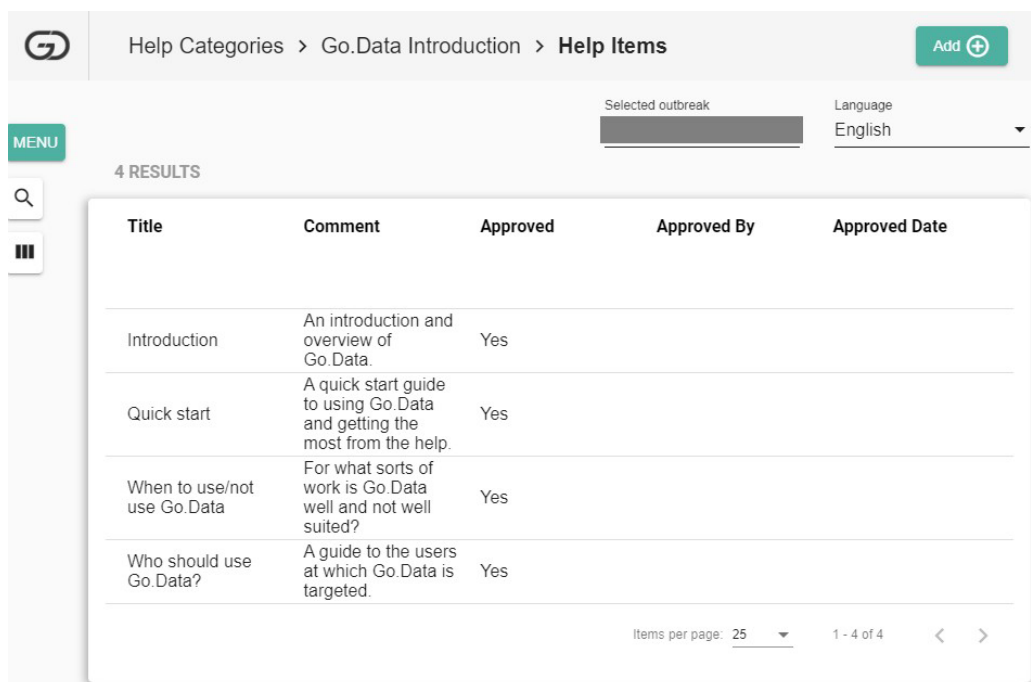 Help Categories > Go.Data Introduction > Help Items
Add
Selected outbreak
Language
English
MENU
4 RESULTS
Title Comment Approved Approved By Approved Date
Introduction
An introduction and
overview of
Go.Data.
Yes
Quick start
A quick start guide
to using Go.Data
and getting the
most from the help.
Yes
When to use/not
use Go.Data
For what sorts of
work is Go.Data
well and not well
suited?
Yes
Who should use
Go.Data?
A guide to the users
at which Go.Data is
targeted.
Yes
Items per page: 25 1 - 4 of 4